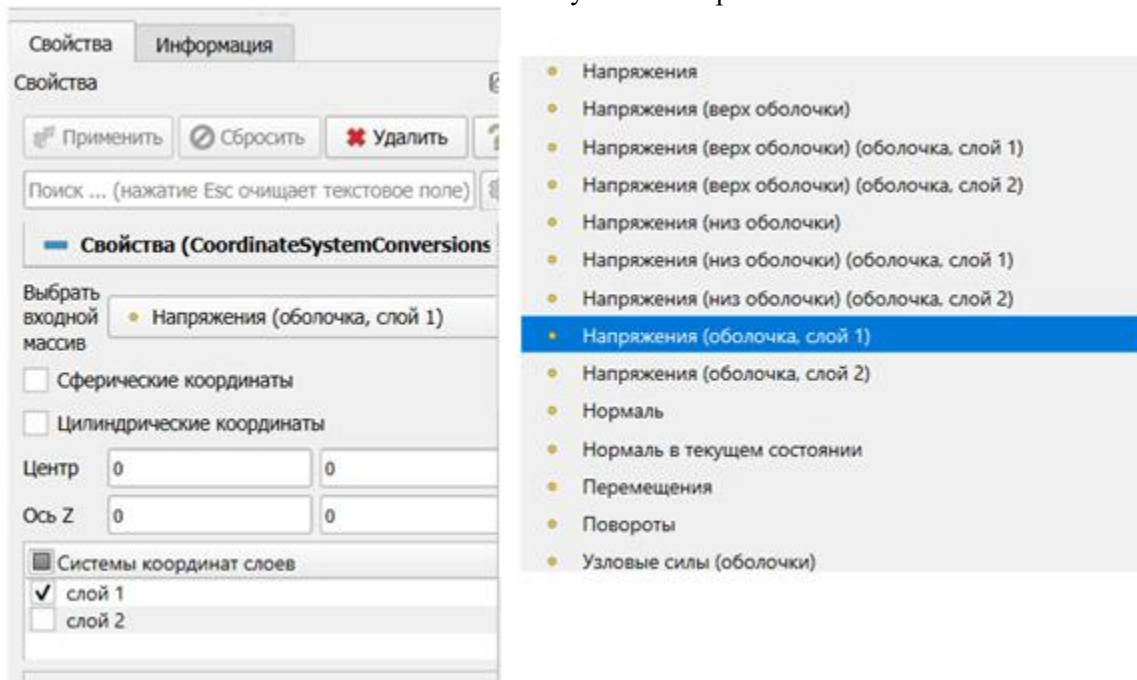 Свойства Информация
Свойства
Применить Сбросить Удалить ?
Поиск ... (нажатие Esc очищает текстовое поле)
Свойства (CoordinateSystemConversions
Выбрать
входной
массив
Напряжения (оболочка, слой 1)
Сферические координаты
Цилиндрические координаты
Центр 0 0
Ось Z 0 0
Системы координат слоев
слой 1
слой 2
Напряжения
Напряжения (верх оболочки)
Напряжения (верх оболочки) (оболочка, слой 1)
Напряжения (верх оболочки) (оболочка, слой 2)
Напряжения (низ оболочки)
Напряжения (низ оболочки) (оболочка, слой 1)
Напряжения (низ оболочки) (оболочка, слой 2)
Напряжения (оболочка, слой 1)
Напряжения (оболочка, слой 2)
Нормаль
Нормаль в текущем состоянии
Перемещения
Повороты
Узловые силы (оболочки)